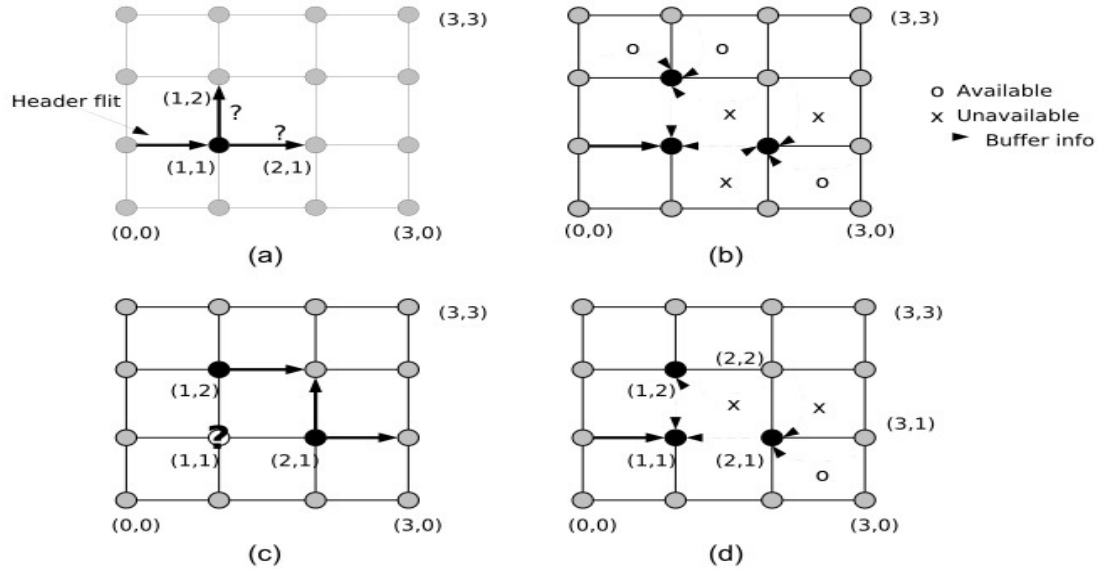 (3,3)
Header flit
(1,2)
?
?
(1,1)
(2,1)
(0,0)
(3,0)
(a)
o
o
x
x
x
o
(0,0)
(3,0)
(b)
o Available
x Unavailable
Buffer info
(3,3)
(1,2)
?
(1,1)
(2,1)
(0,0)
(3,0)
(c)
(3,3)
(2,2)
(1,2)
x
x
(3,1)
(1,1)
(2,1)
o
(0,0)
(3,0)
(d)